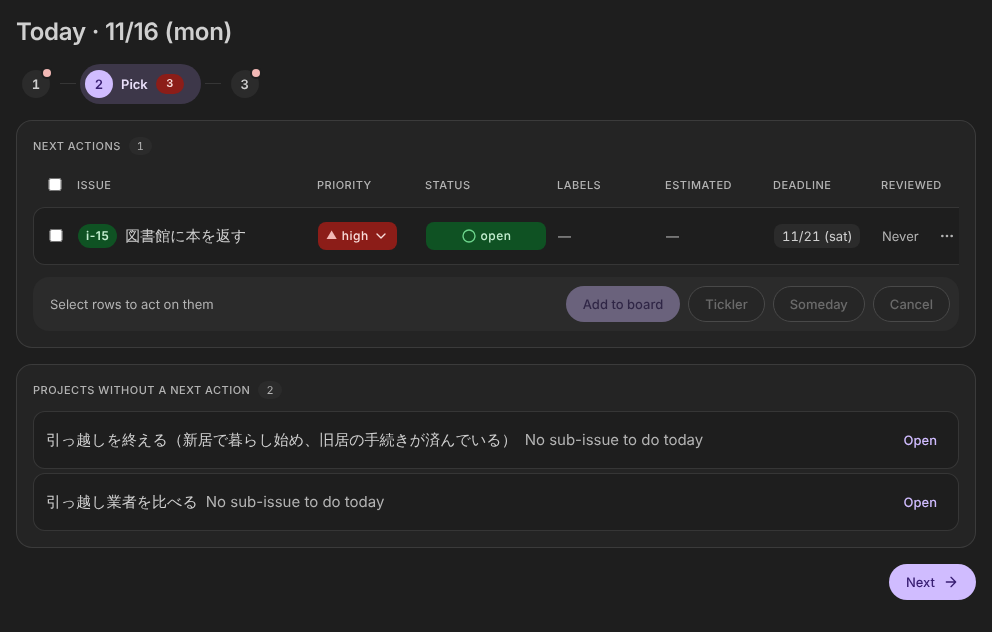 Today · 11/16 (mon)
1 2 Pick 3 3
NEXT ACTIONS 1
ISSUE PRIORITY STATUS LABELS ESTIMATED DEADLINE REVIEWED
i-15 図書館に本を返す high open — — 11/21 (sat) Never ···
Select rows to act on them Add to board Tickler Someday Cancel
PROJECTS WITHOUT A NEXT ACTION 2
引っ越しを終える（新居で暮らし始め、旧居の手続きが済んでいる） No sub-issue to do today Open
引っ越し業者を比べる No sub-issue to do today Open
Next →